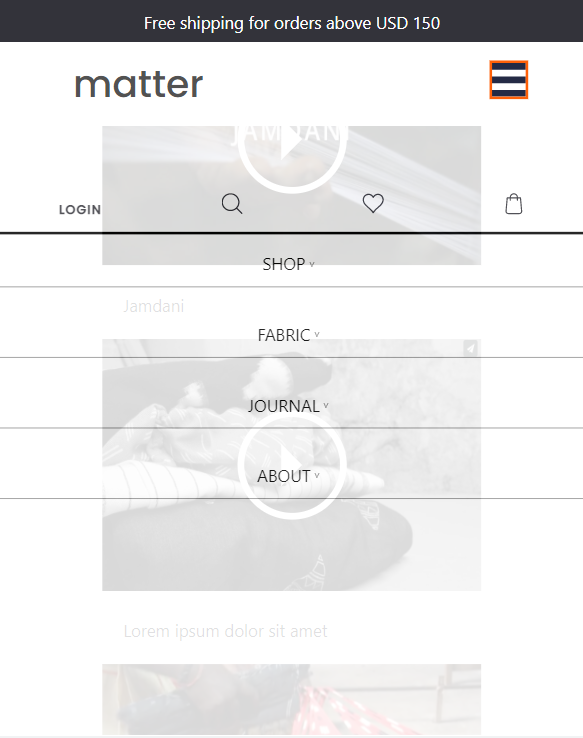 Free shipping for orders above USD 150
matter
JAMDANI
LOGIN
SHOP v
Jamdani
FABRIC v
JOURNAL v
ABOUT v
Lorem ipsum dolor sit amet